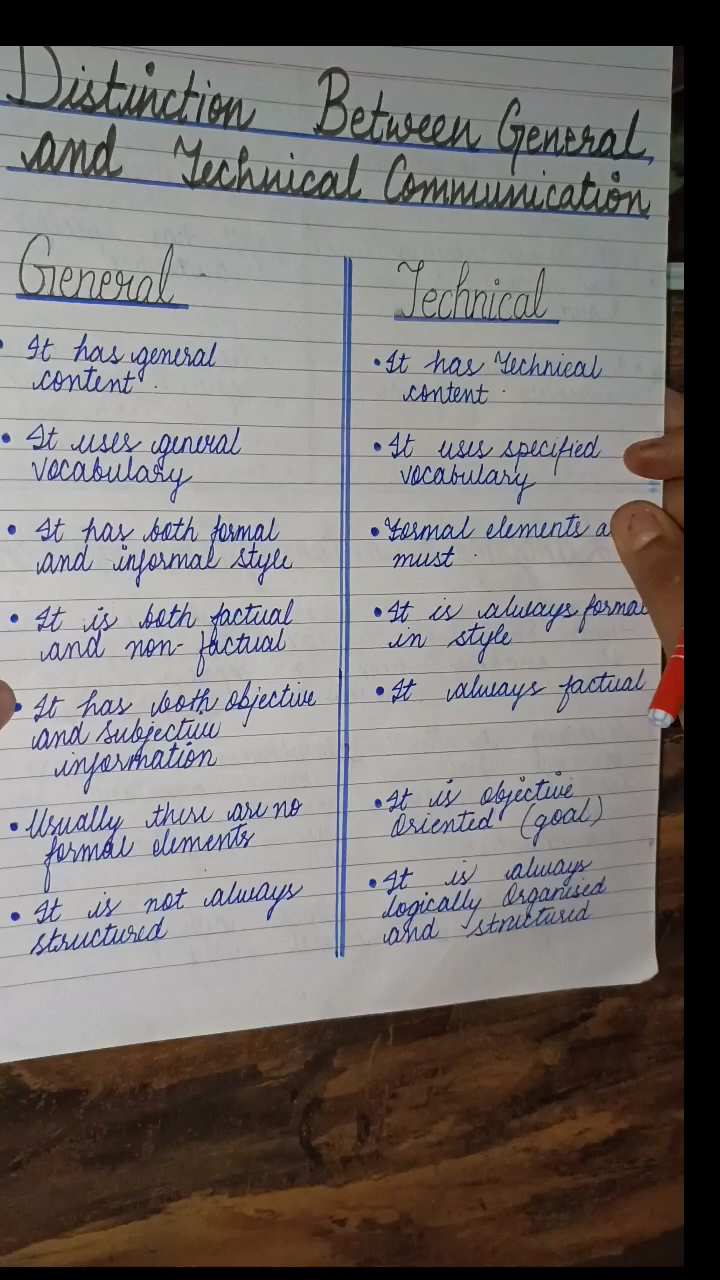 Distinction Between General
and Technical Communication
General
It has general
content.
• It uses general
vocabulary
• It has both formal
and informal style
• It is both factual
and non-factual
• It has both objective
and subjective
information
• Usually there are no
formal elements
• It is not always
structured
Technical
• It has Technical
content.
• It uses specified
vocabulary
• Formal elements a
must.
• It is always formal
in style
• It always factual
• It is objective
oriented (goal)
• It is always
logically organised
and structured